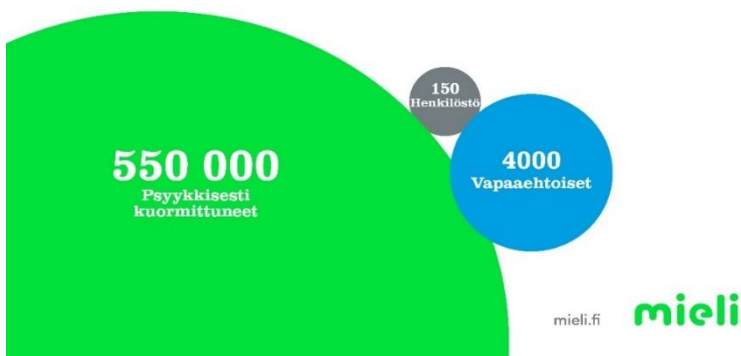 550 000
Psyykkisesti
kuormittuneet
150
Henkilöstö
4000
Vapaaehtoiset
mieli.fi
mieli